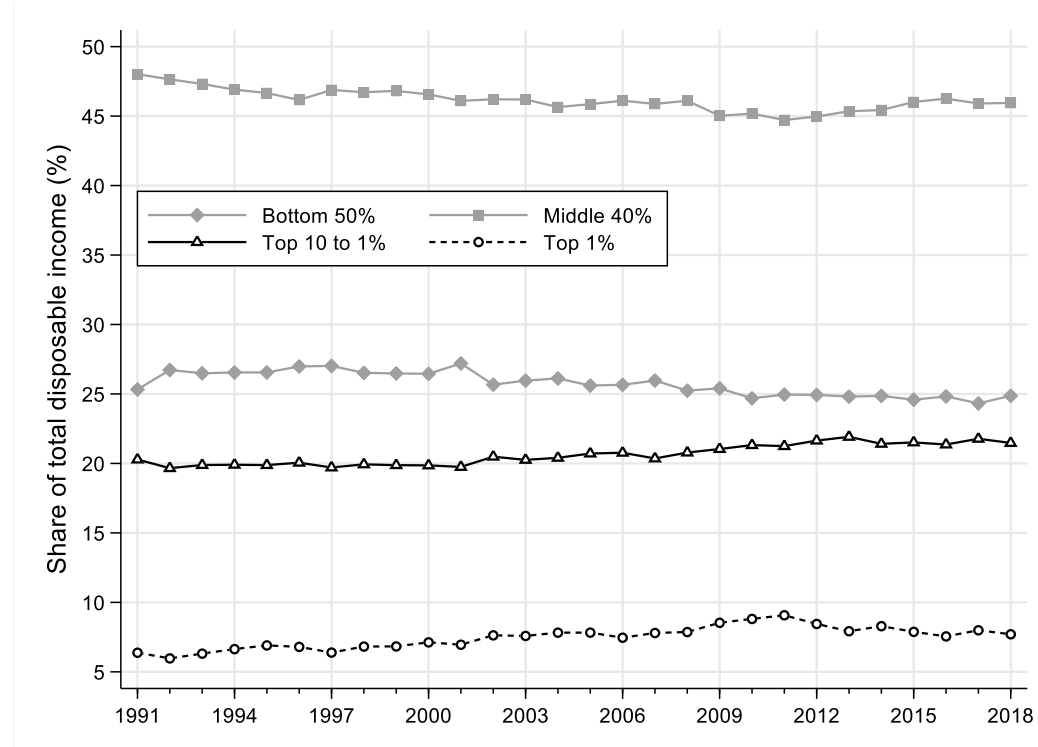 50
45
40
35
30
25
20
15
10
5
Share of total disposable income (%)
Bottom 50% Middle 40%
Top 10 to 1% Top 1%
1991 1994 1997 2000 2003 2006 2009 2012 2015 2018